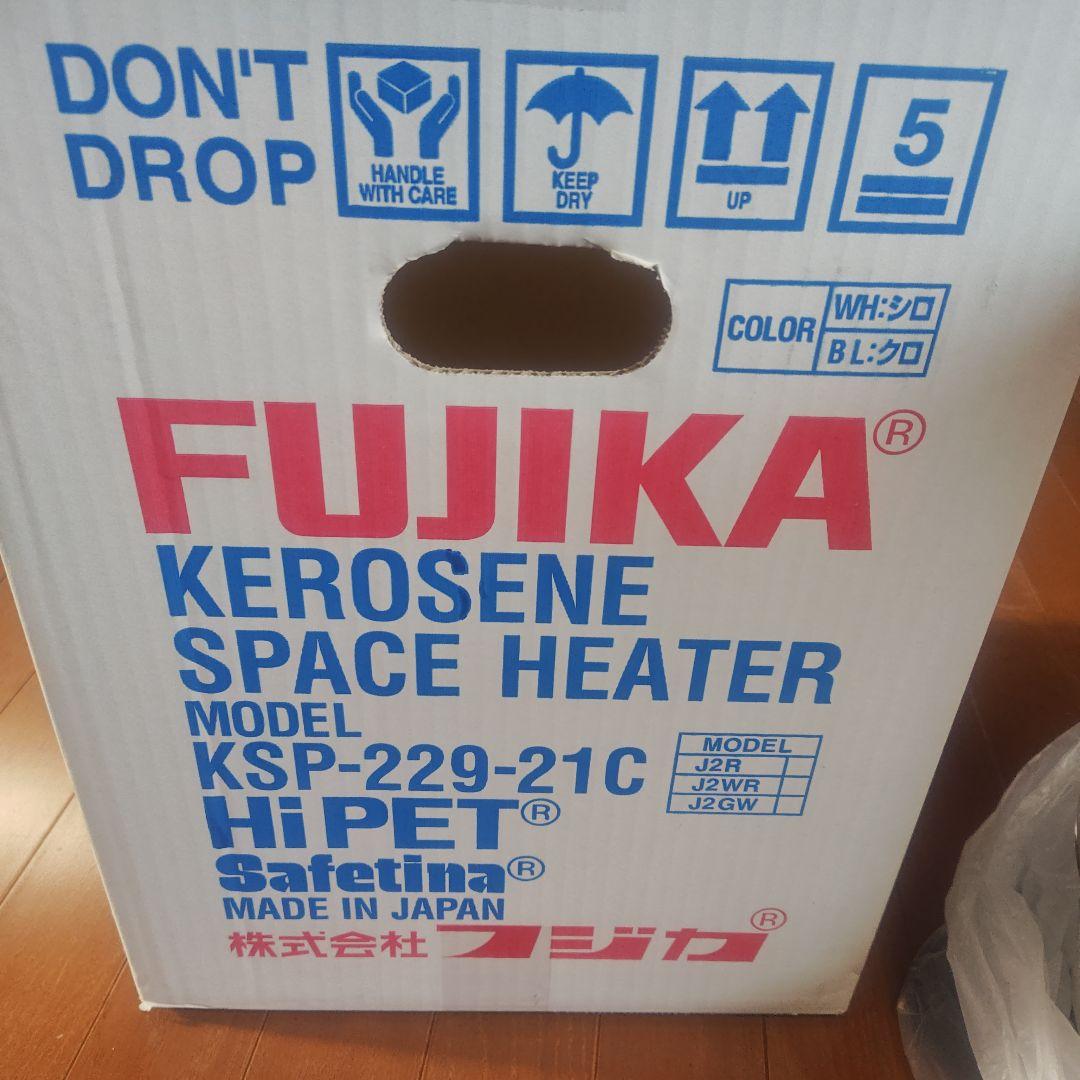 DON'T
DROP
HANDLE
WITH CARE
KEEP
DRY
UP
5
COLOR
WH:シロ
BL:クロ
FUJIKA®
KEROSENE
SPACE HEATER
MODEL
KSP-229-21C
MODEL
J2R
J2WR
J2GW
Hi PET®
Safetina®
MADE IN JAPAN
株式会社 フジカ®